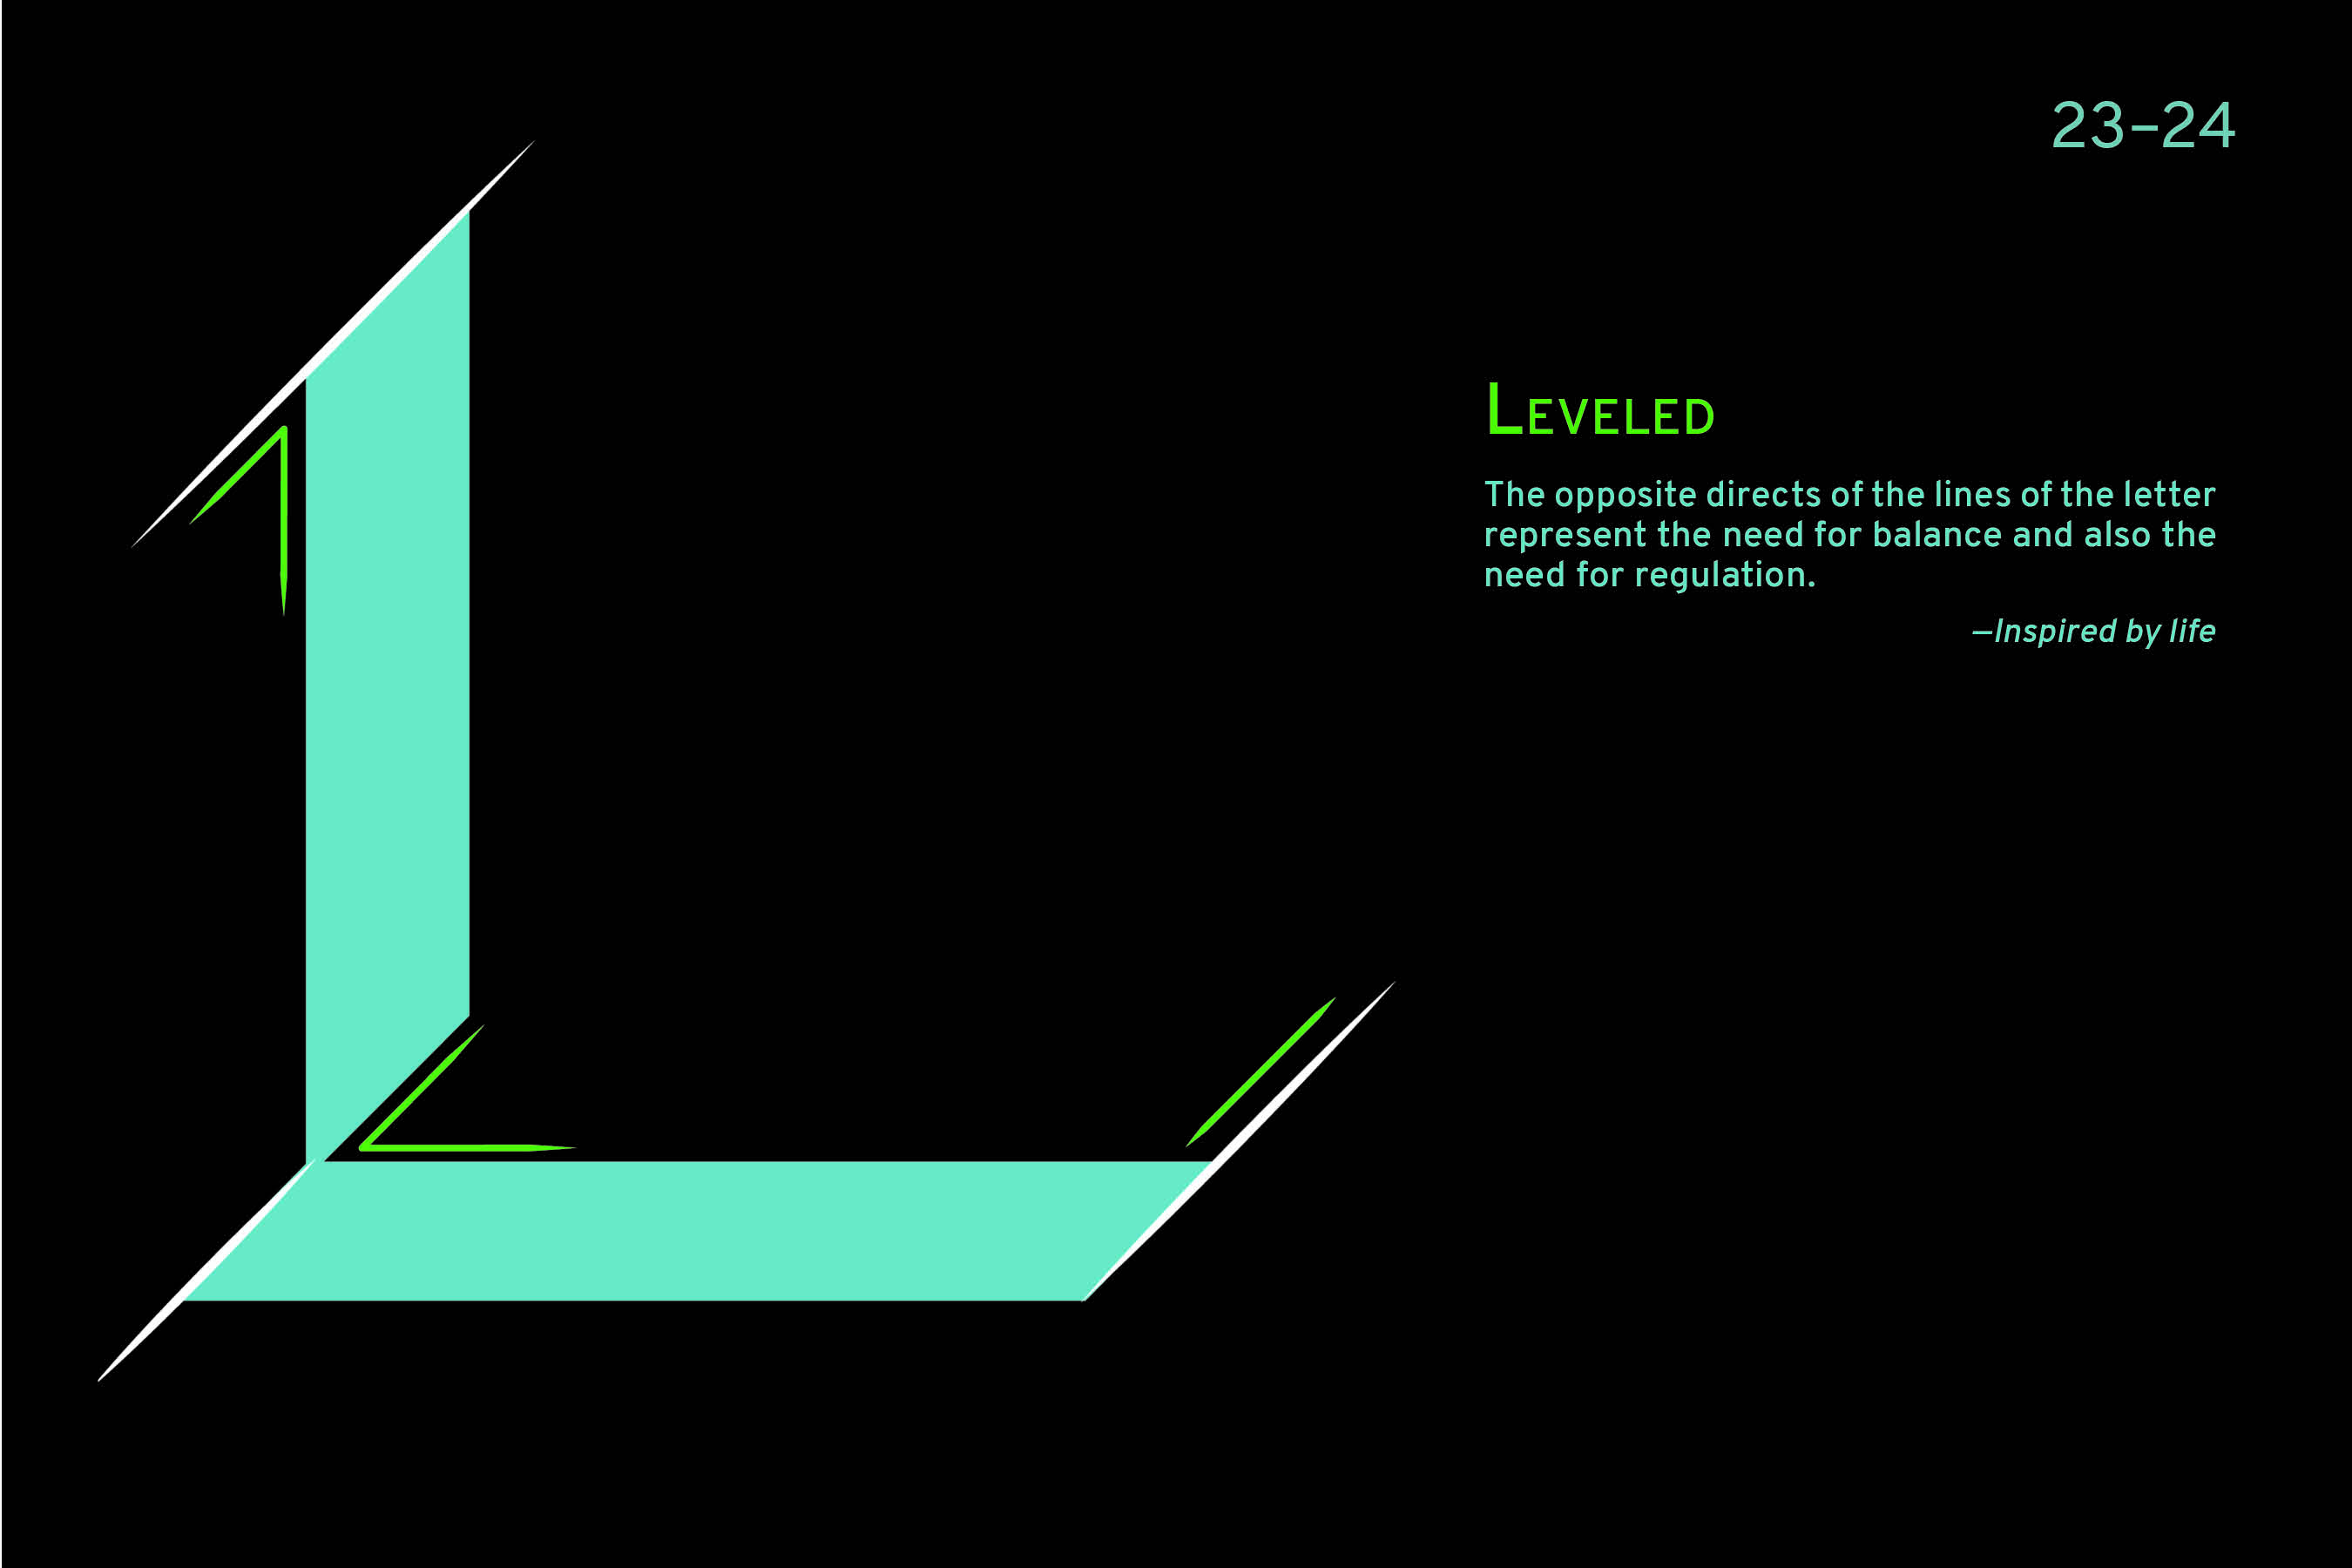 23–24
L
Leveled
The opposite directs of the lines of the letter
represent the need for balance and also the
need for regulation.
—Inspired by life